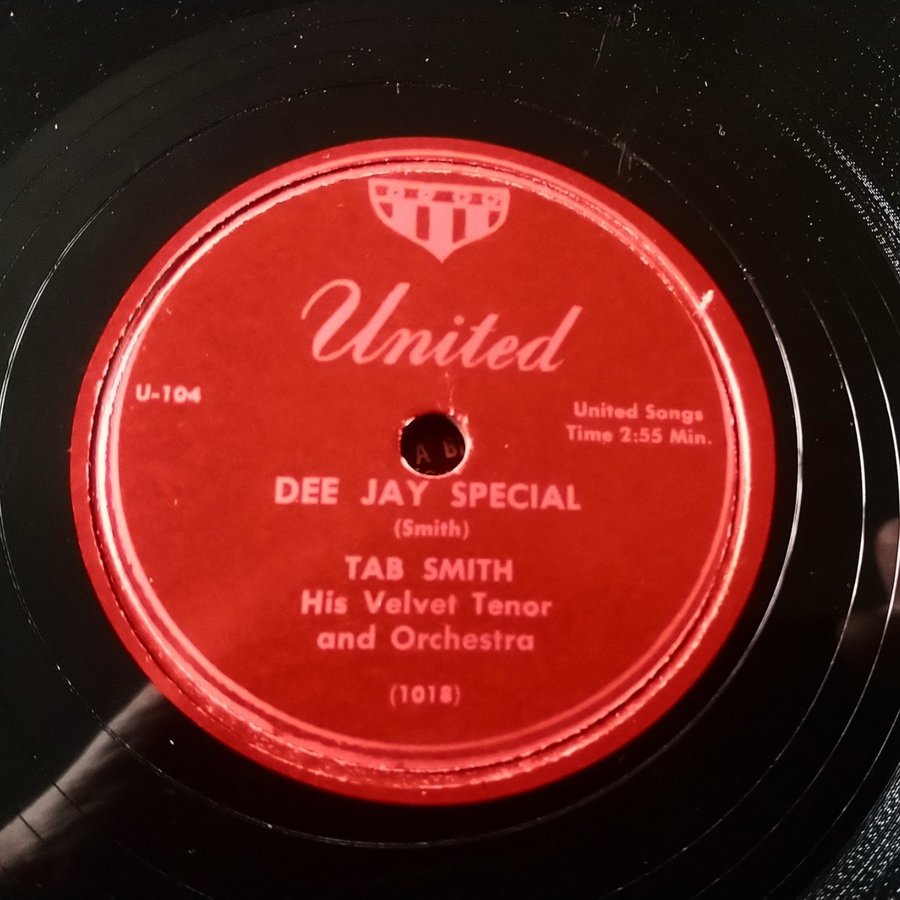 United
U-104
United Songs
Time 2:55 Min.
DEE JAY SPECIAL
(Smith)
TAB SMITH
His Velvet Tenor
and Orchestra
(1018)